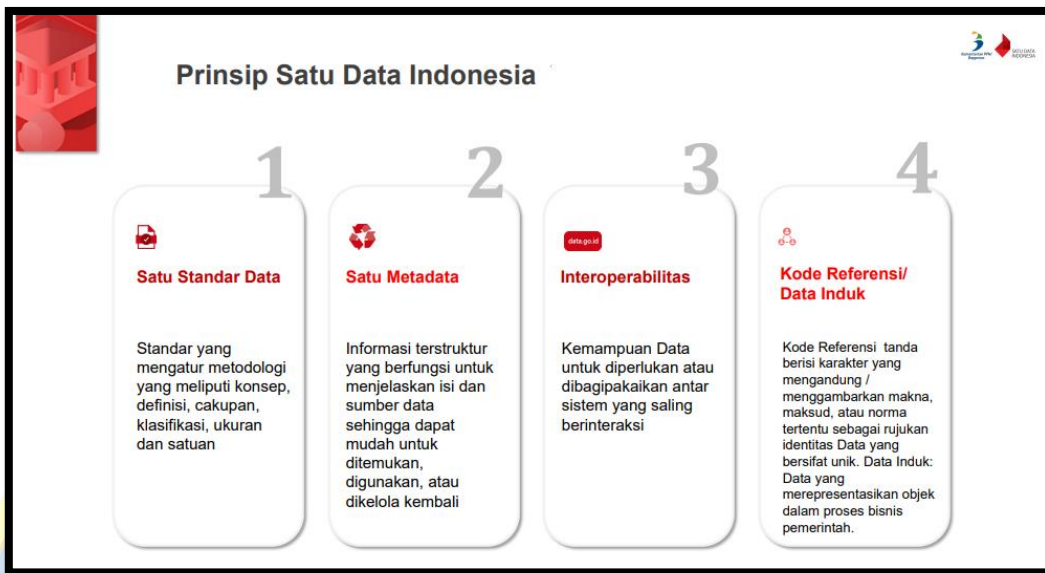 Prinsip Satu Data Indonesia
Kementerian PPN/
Bappenas
SATU DATA
INDONESIA
1
Satu Standar Data
Standar yang
mengatur metodologi
yang meliputi konsep,
definisi, cakupan,
klasifikasi, ukuran
dan satuan
2
Satu Metadata
Informasi terstruktur
yang berfungsi untuk
menjelaskan isi dan
sumber data
sehingga dapat
mudah untuk
ditemukan,
digunakan, atau
dikelola kembali
3
data.go.id
Interoperabilitas
Kemampuan Data
untuk diperlukan atau
dibagipakaikan antar
sistem yang saling
berinteraksi
4
Kode Referensi/
Data Induk
Kode Referensi tanda
berisi karakter yang
mengandung /
menggambarkan makna,
maksud, atau norma
tertentu sebagai rujukan
identitas Data yang
bersifat unik. Data Induk:
Data yang
merepresentasikan objek
dalam proses bisnis
pemerintah.